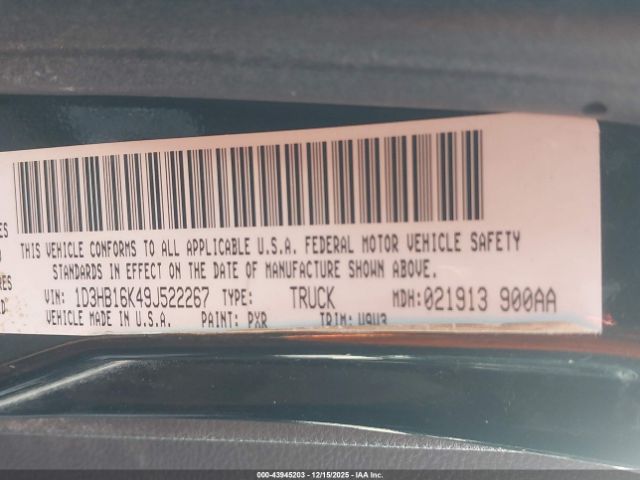 ES
D
THIS VEHICLE CONFORMS TO ALL APPLICABLE U.S.A. FEDERAL MOTOR VEHICLE SAFETY
STANDARDS IN EFFECT ON THE DATE OF MANUFACTURE SHOWN ABOVE.
VIN: 1D3HB16K49J522267 TYPE: TRUCK MDH:021913 900AA
VEHICLE MADE IN U.S.A. PAINT: PXR TRIM:
000-43945203 - 12/15/2025 - IAA Inc.